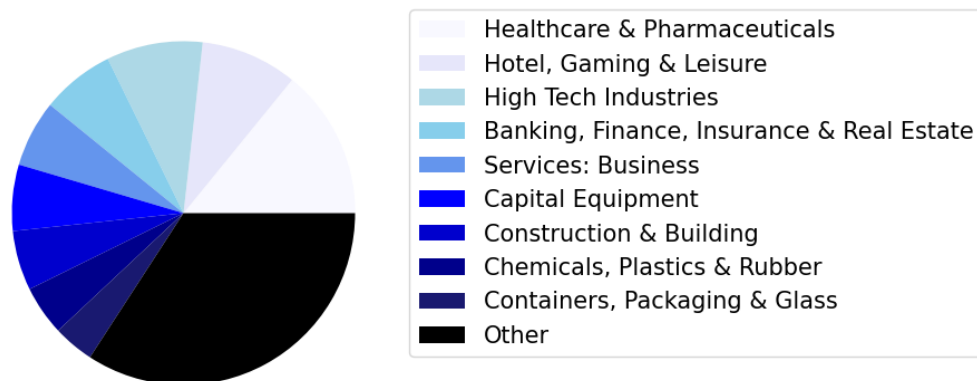 Healthcare & Pharmaceuticals
Hotel, Gaming & Leisure
High Tech Industries
Banking, Finance, Insurance & Real Estate
Services: Business
Capital Equipment
Construction & Building
Chemicals, Plastics & Rubber
Containers, Packaging & Glass
Other